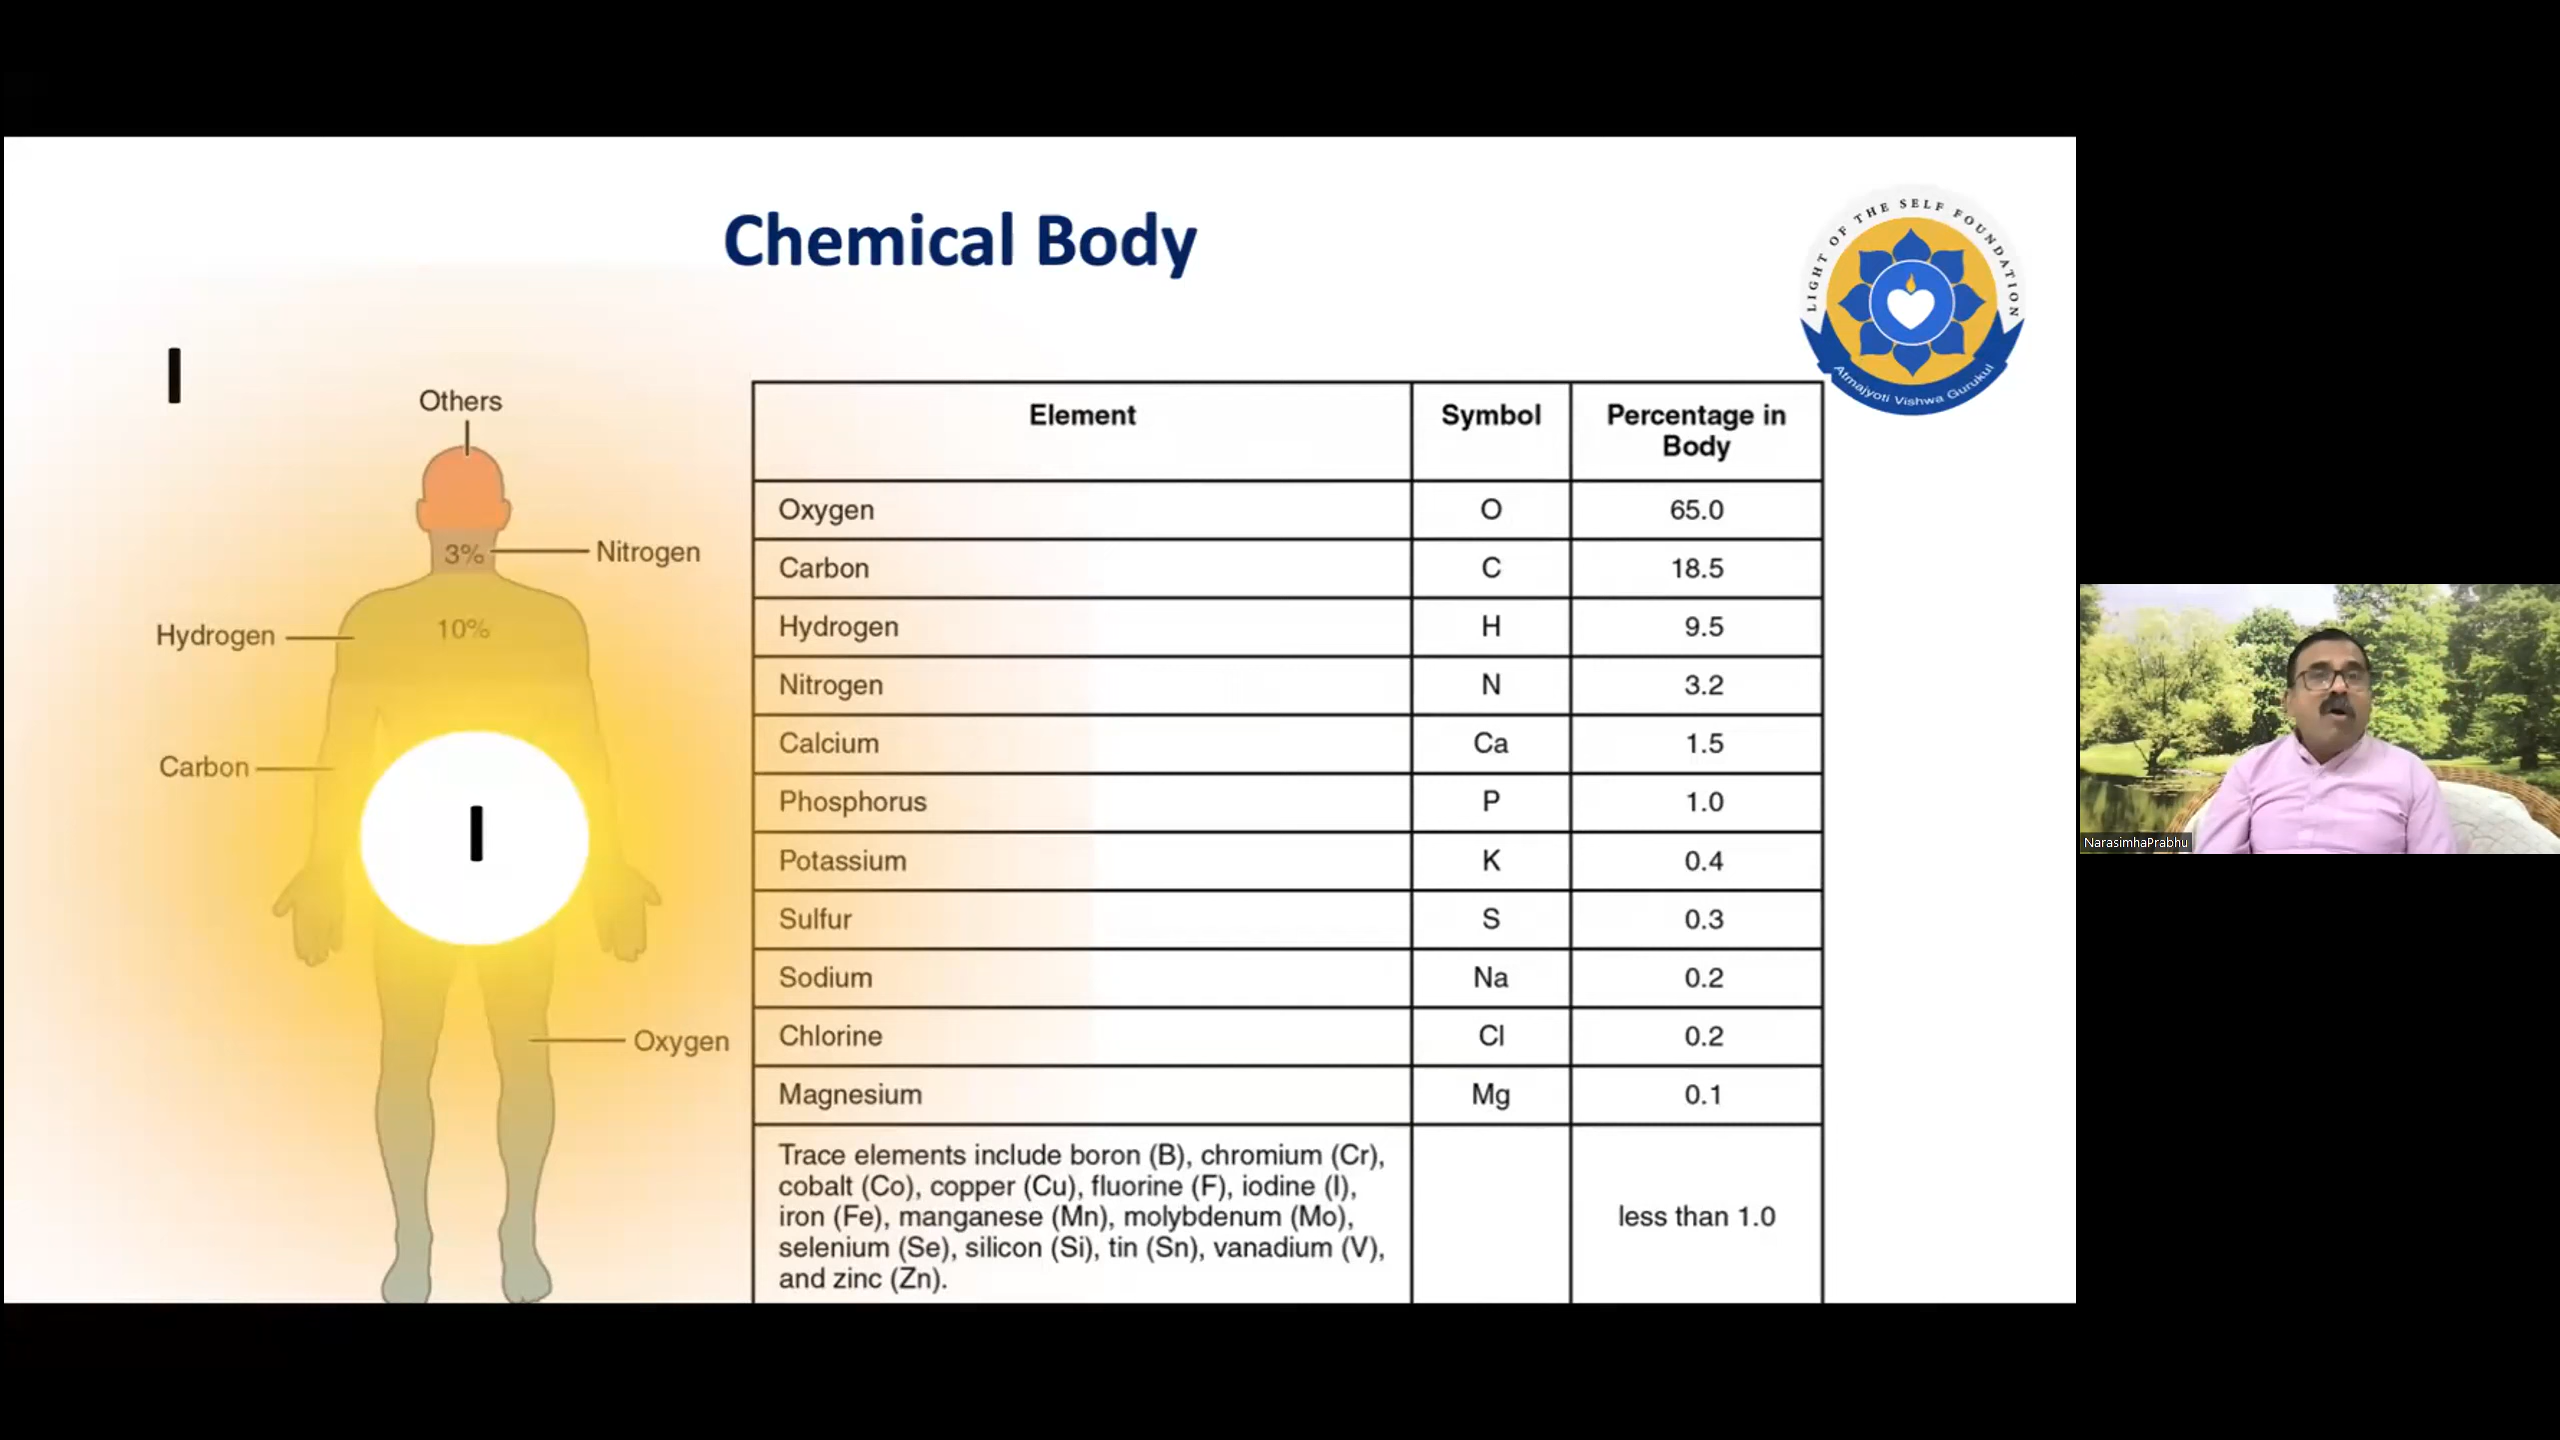 Chemical Body
LIGHT OF THE SELF FOUNDATION
Atmajyoti Vishwa Gurukul
I
Others
3%
Nitrogen
Hydrogen
10%
Carbon
I
Oxygen
Element Symbol Percentage in
Body
Oxygen O 65.0
Carbon C 18.5
Hydrogen H 9.5
Nitrogen N 3.2
Calcium Ca 1.5
Phosphorus P 1.0
Potassium K 0.4
Sulfur S 0.3
Sodium Na 0.2
Chlorine Cl 0.2
Magnesium Mg 0.1
Trace elements include boron (B), chromium (Cr),
cobalt (Co), copper (Cu), fluorine (F), iodine (I),
iron (Fe), manganese (Mn), molybdenum (Mo),
selenium (Se), silicon (Si), tin (Sn), vanadium (V),
and zinc (Zn).
less than 1.0
NarasimhaPrabhu